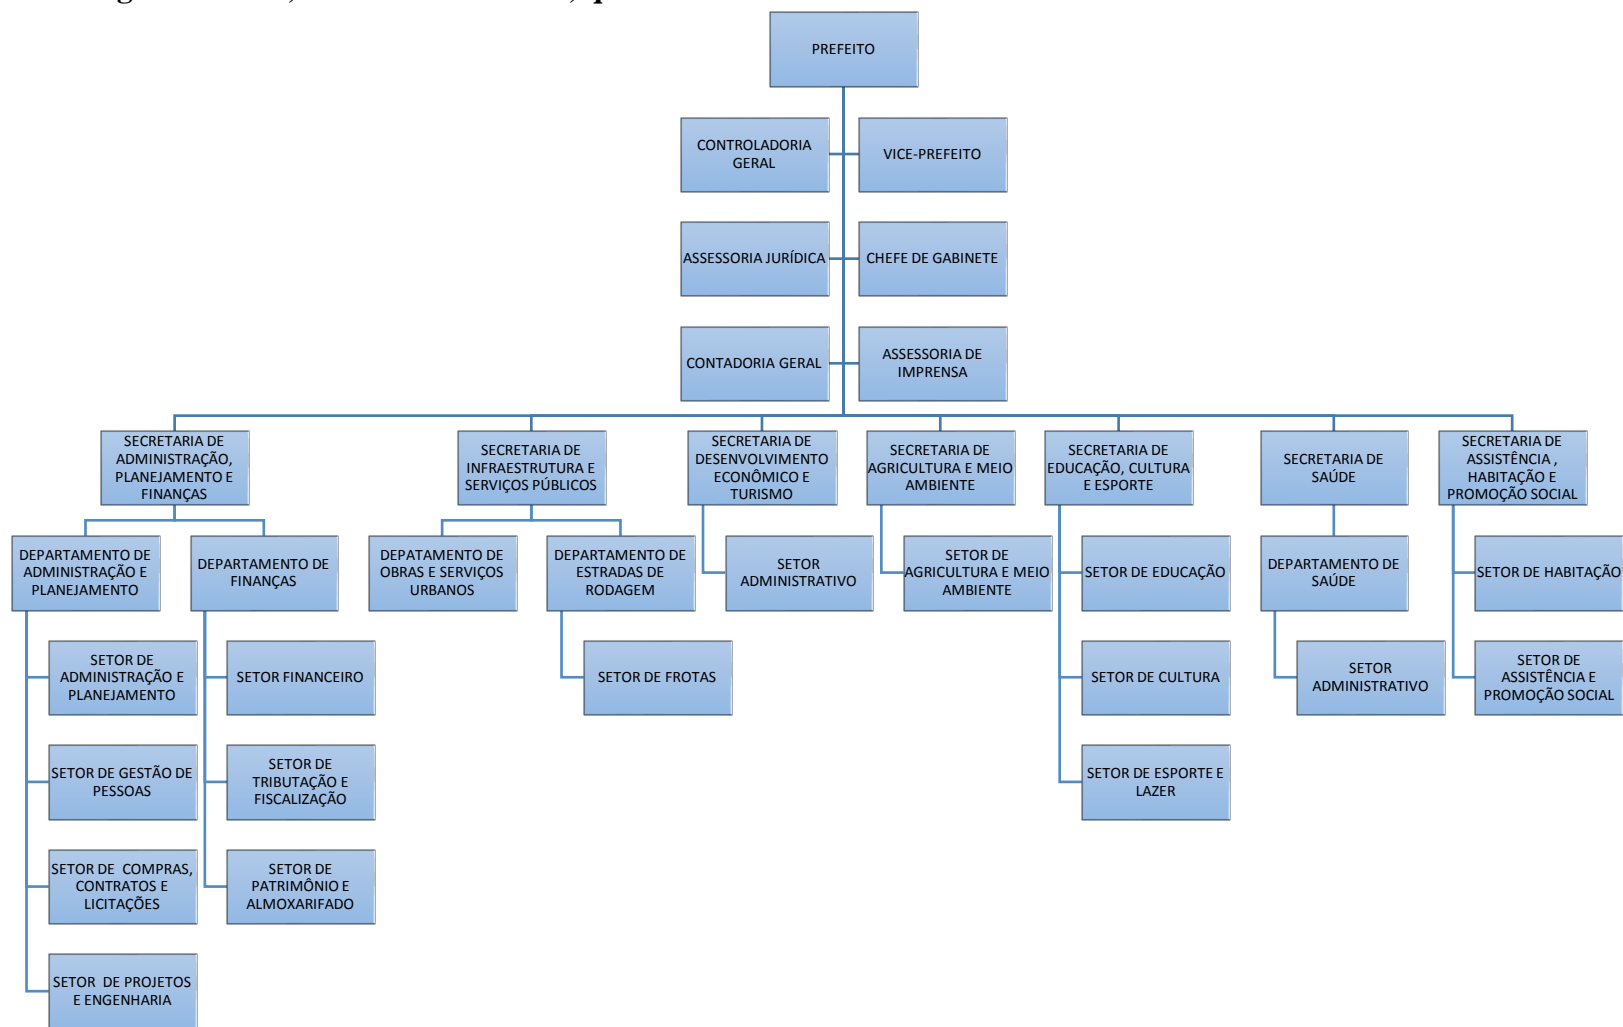 PREFEITO
CONTROLADORIA
GERAL
VICE-PREFEITO
ASSESSORIA JURÍDICA
CHEFE DE GABINETE
CONTADORIA GERAL
ASSESSORIA DE
IMPRENSA
SECRETARIA DE
ADMINISTRAÇÃO,
PLANEJAMENTO E
FINANÇAS
SECRETARIA DE
INFRAESTRUTURA E
SERVIÇOS PÚBLICOS
SECRETARIA DE
DESENVOLVIMENTO
ECONÔMICO E
TURISMO
SECRETARIA DE
AGRICULTURA E MEIO
AMBIENTE
SECRETARIA DE
EDUCAÇÃO, CULTURA
E ESPORTE
SECRETARIA DE
SAÚDE
SECRETARIA DE
ASSISTÊNCIA ,
HABITAÇÃO E
PROMOÇÃO SOCIAL
DEPARTAMENTO DE
ADMINISTRAÇÃO E
PLANEJAMENTO
DEPARTAMENTO DE
FINANÇAS
DEPATAMENTO DE
OBRAS E SERVIÇOS
URBANOS
DEPARTAMENTO DE
ESTRADAS DE
RODAGEM
SETOR
ADMINISTRATIVO
SETOR DE
AGRICULTURA E MEIO
AMBIENTE
SETOR DE EDUCAÇÃO
DEPARTAMENTO DE
SAÚDE
SETOR DE HABITAÇÃO
SETOR DE
ADMINISTRAÇÃO E
PLANEJAMENTO
SETOR FINANCEIRO
SETOR DE FROTAS
SETOR DE CULTURA
SETOR
ADMINISTRATIVO
SETOR DE
ASSISTÊNCIA E
PROMOÇÃO SOCIAL
SETOR DE GESTÃO DE
PESSOAS
SETOR DE
TRIBUTAÇÃO E
FISCALIZAÇÃO
SETOR DE ESPORTE E
LAZER
SETOR DE  COMPRAS,
CONTRATOS E
LICITAÇÕES
SETOR DE
PATRIMÔNIO E
ALMOXARIFADO
SETOR  DE PROJETOS
E ENGENHARIA